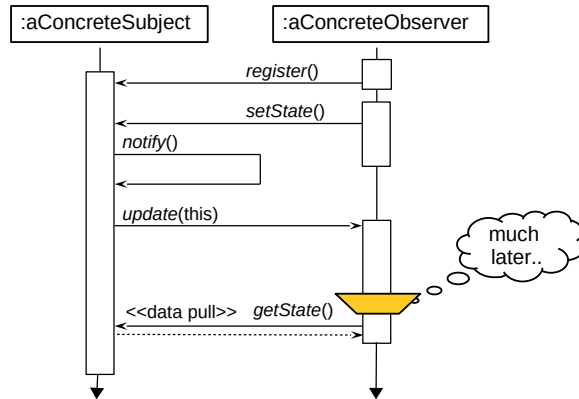 :aConcreteSubject
:aConcreteObserver
register()
setState()
notify()
update(this)
much
later..
<<data pull>> getState()